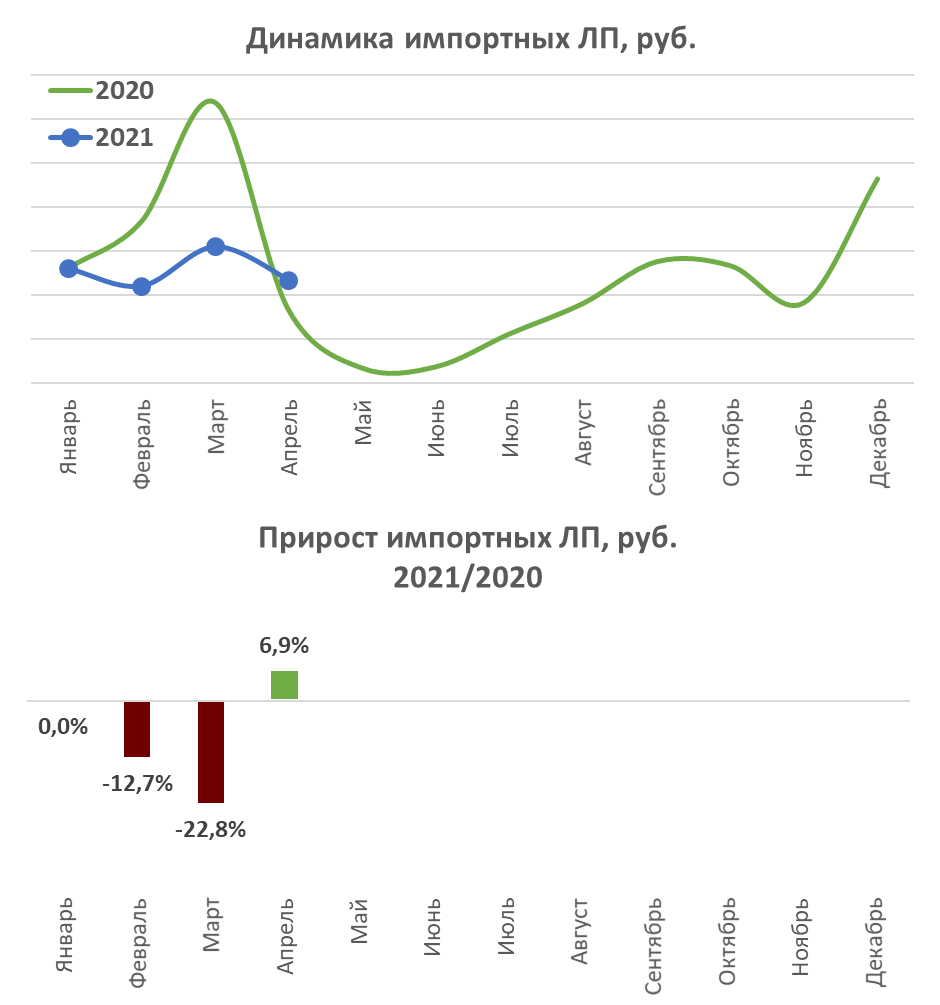 Динамика импортных ЛП, руб.
2020
2021
Январь
Февраль
Март
Апрель
Май
Июнь
Июль
Август
Сентябрь
Октябрь
Ноябрь
Декабрь
Прирост импортных ЛП, руб.
2021/2020
6,9%
0,0%
-12,7%
-22,8%
Январь
Февраль
Март
Апрель
Май
Июнь
Июль
Август
Сентябрь
Октябрь
Ноябрь
Декабрь